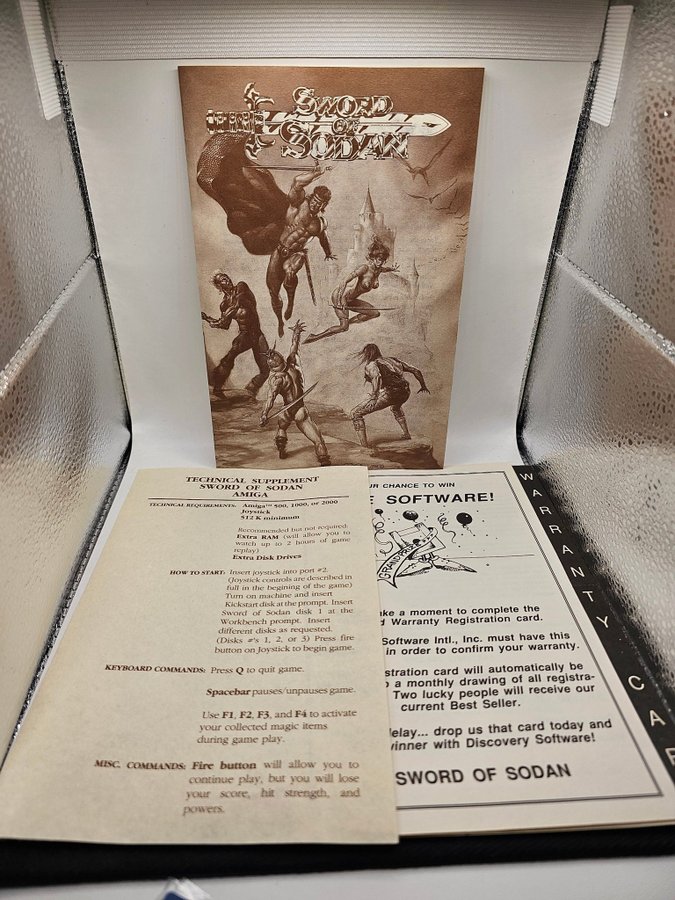 SWORD
OF
SODAN
TECHNICAL SUPPLEMENT
SWORD OF SODAN
AMIGA
TECHNICAL REQUIREMENTS: Amiga™ 500, 1000, or 2000
Joystick
512 K minimum
Recommended but not required:
Extra RAM (will allow you to
watch up to 2 hours of game
replay)
Extra Disk Drives
HOW TO START: Insert joystick into port #2.
(Joystick controls are described in
full in the begining of the game)
Turn on machine and insert
Kickstart disk at the prompt. Insert
Sword of Sodan disk 1 at the
Workbench prompt. Insert
different disks as requested.
(Disks #'s 1, 2, or 3) Press fire
button on Joystick to begin game.
KEYBOARD COMMANDS: Press Q to quit game.
Spacebar pauses/unpauses game.
Use F1, F2, F3, and F4 to activate
your collected magic items
during game play.
MISC. COMMANDS: Fire button will allow you to
continue play, but you will lose
your score, hit strength, and
powers.
UR CHANCE TO WIN
E SOFTWARE!
GRAND PRIZE
ake a moment to complete the
d Warranty Registration card.
Software Intl., Inc. must have this
in order to confirm your warranty.
stration card will automatically be
o a monthly drawing of all registra-
Two lucky people will receive our
current Best Seller.
elay... drop us that card today and
winner with Discovery Software!
SWORD OF SODAN
WARRANTY CAR